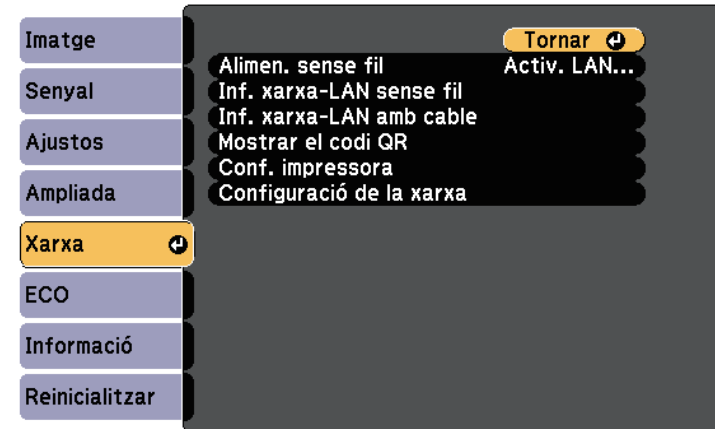 Imatge
Senyal
Ajustos
Ampliada
Xarxa
ECO
Informació
Reinicialitzar
Tornar
Alimen. sense fil Activ. LAN...
Inf. xarxa-LAN sense fil
Inf. xarxa-LAN amb cable
Mostrar el codi QR
Conf. impressora
Configuració de la xarxa